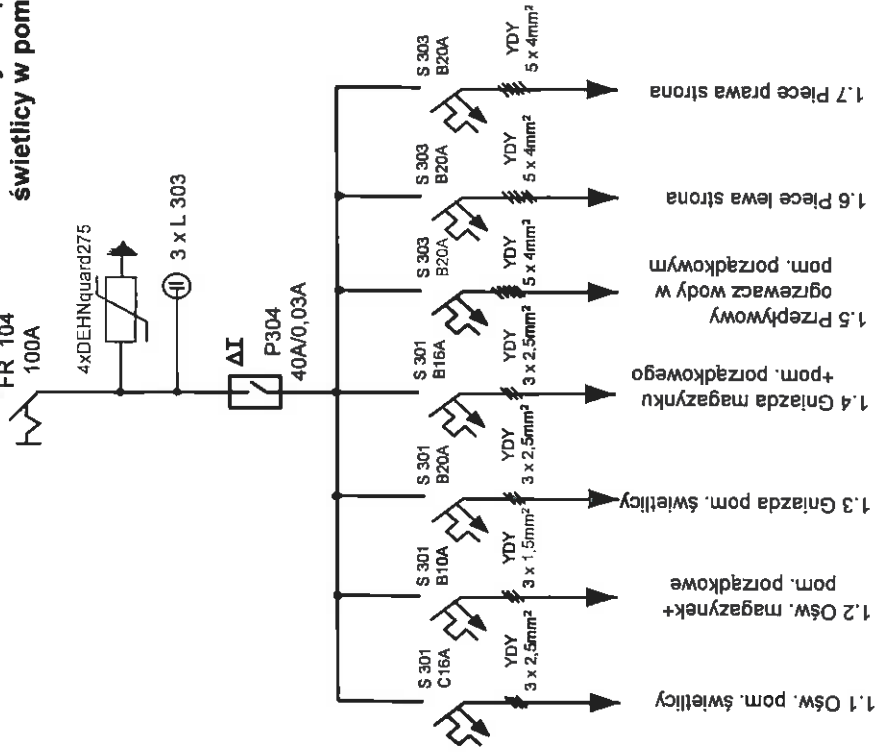 świetlicy w pom
FR 104
100A
4xDEHNquard275
3 x L 303
ΔI
P304
40A/0,03A
S 301
C16A
YDY
3 x 2,5mm²
1.1 Ośw. pom. świetlicy
S 301
B10A
YDY
3 x 1,5mm²
1.2 Ośw. magazynek+
pom. porządkowe
S 301
B20A
YDY
3 x 2,5mm²
1.3 Gniazda pom. świetlicy
S 301
B16A
YDY
3 x 2,5mm²
1.4 Gniazda magazynku
+pom. porządkowego
S 303
B20A
YDY
5 x 4mm²
1.5 Przepływowy
ogrzewacz wody w
pom. porządkowym
S 303
B20A
YDY
5 x 4mm²
1.6 Piece lewa strona
S 303
B20A
YDY
5 x 4mm²
1.7 Piece prawa strona